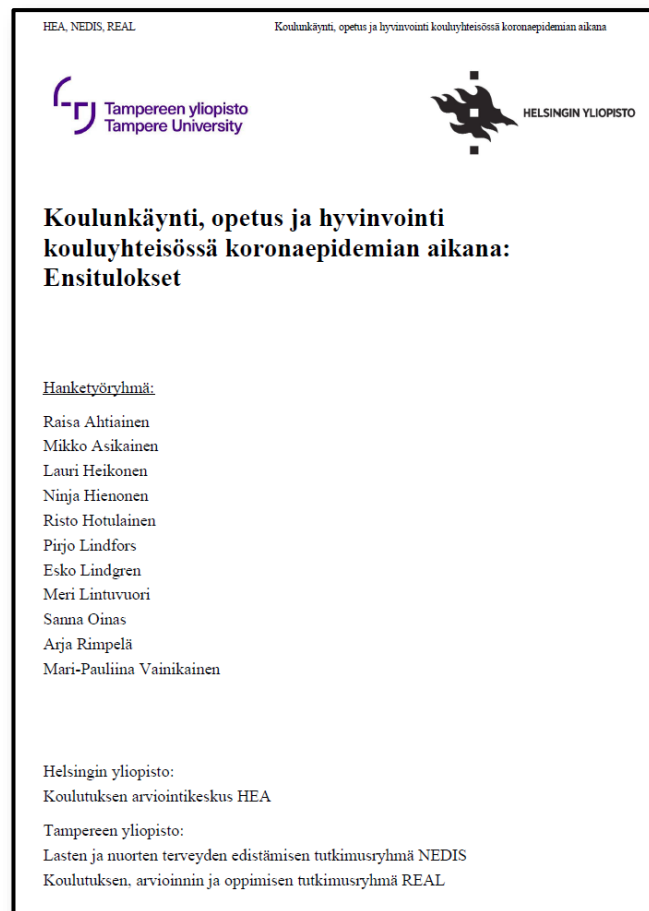 HEA, NEDIS, REAL Koulunkäynti, opetus ja hyvinvointi kouluyhteisössä koronaepidemian aikana
Tampereen yliopisto
Tampere University
HELSINGIN YLIOPISTO
Koulunkäynti, opetus ja hyvinvointi
kouluyhteisössä koronaepidemian aikana:
Ensitulokset
Hanketyöryhmä:
Raisa Ahtiainen
Mikko Asikainen
Lauri Heikonen
Ninja Hienonen
Risto Hotulainen
Pirjo Lindfors
Esko Lindgren
Meri Lintuvuori
Sanna Oinas
Arja Rimpelä
Mari-Pauliina Vainikainen
Helsingin yliopisto:
Koulutuksen arviointikeskus HEA
Tampereen yliopisto:
Lasten ja nuorten terveyden edistämisen tutkimusryhmä NEDIS
Koulutuksen, arvioinnin ja oppimisen tutkimusryhmä REAL